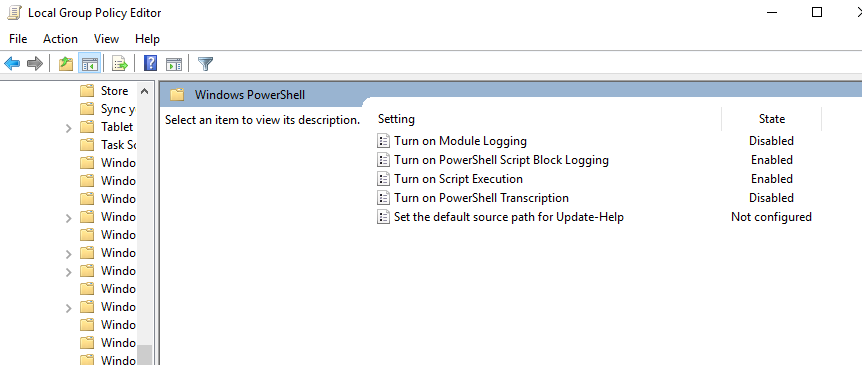 Local Group Policy Editor
File Action View Help
Store
Sync y
Tablet
Task Sc
Windo
Windo
Windo
Windo
Windo
Windo
Windo
Windo
Windo
Windo
Windo
Windo
Windows PowerShell
Select an item to view its description.
Setting State
Turn on Module Logging Disabled
Turn on PowerShell Script Block Logging Enabled
Turn on Script Execution Enabled
Turn on PowerShell Transcription Disabled
Set the default source path for Update-Help Not configured